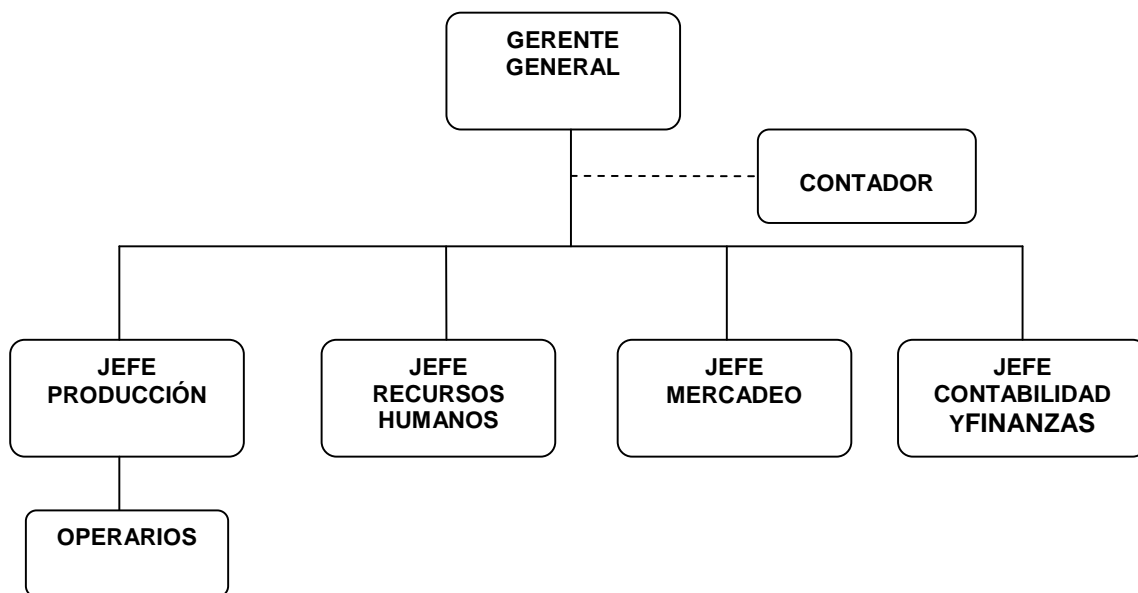 GERENTE
GENERAL
CONTADOR
JEFE
PRODUCCIÓN
JEFE
RECURSOS
HUMANOS
JEFE
MERCADEO
JEFE
CONTABILIDAD
YFINANZAS
OPERARIOS